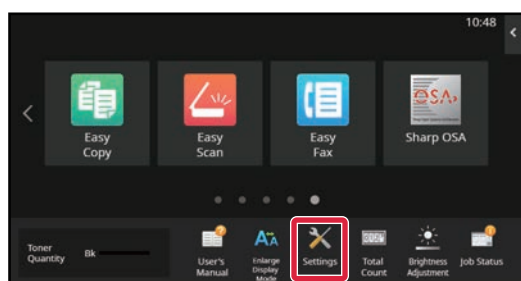 10:48
Easy
Copy
Easy
Scan
Easy
Fax
OSA
Sharp OSA
Toner
Quantity
Bk
User's
Manual
Enlarge
Display
Mode
Settings
Total
Count
Brightness
Adjustment
Job Status